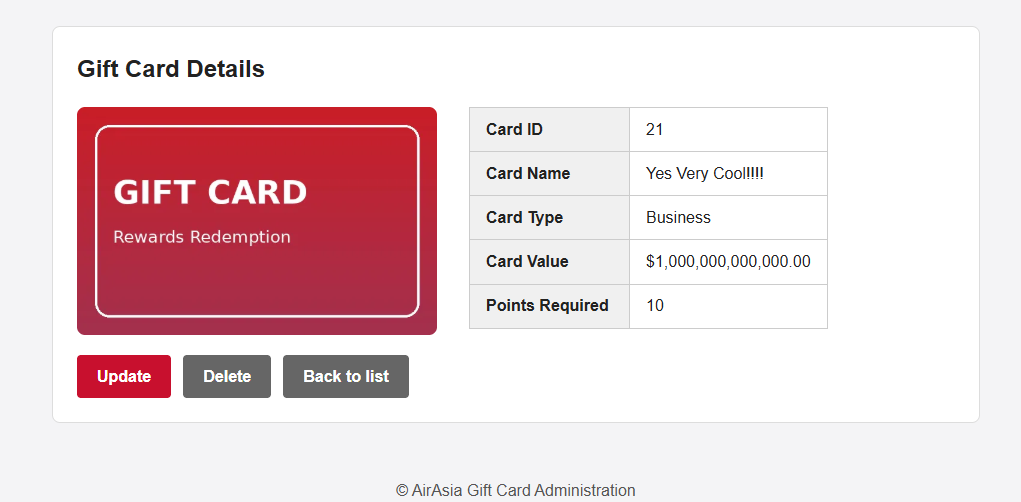 Gift Card Details
GIFT CARD
Rewards Redemption
Card ID 21
Card Name Yes Very Cool!!!!
Card Type Business
Card Value $1,000,000,000,000.00
Points Required 10
Update Delete Back to list
© AirAsia Gift Card Administration